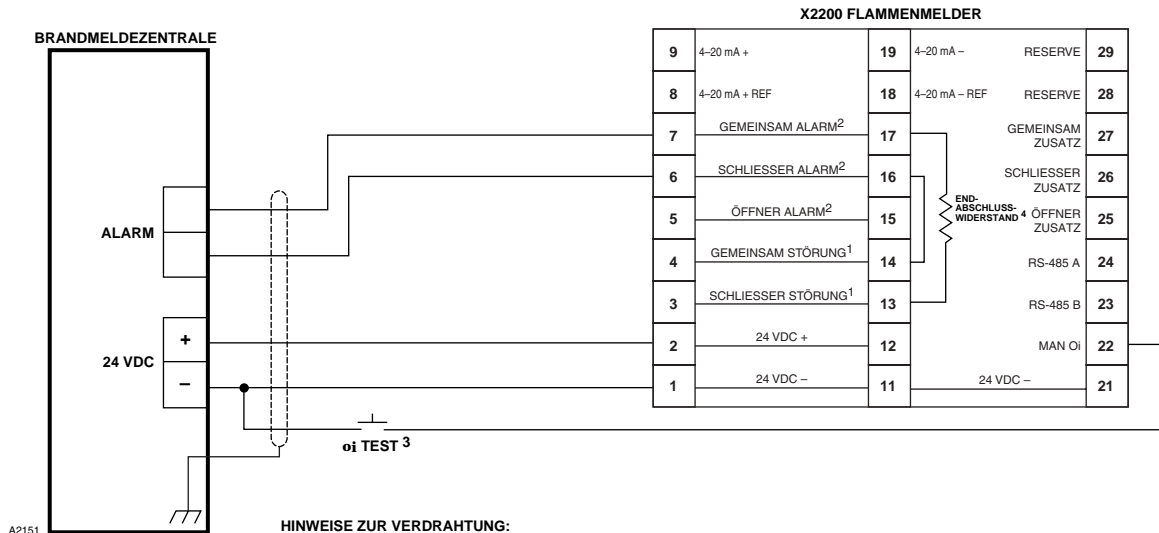 X2200 FLAMMENMELDER
BRANDMELDEZENTRALE
9 4–20 mA + 19 4–20 mA – RESERVE 29
8 4–20 mA + REF 18 4–20 mA – REF RESERVE 28
7 GEMEINSAM ALARM2 17 GEMEINSAM ZUSATZ 27
6 SCHLIESSER ALARM2 16 SCHLIESSER ZUSATZ 26
END-
ABSCHLUSS-
WIDERSTAND 4
5 ÖFFNER ALARM2 15 ÖFFNER ZUSATZ 25
4 GEMEINSAM STÖRUNG1 14 RS-485 A 24
3 SCHLIESSER STÖRUNG1 13 RS-485 B 23
2 24 VDC + 12 MAN Oi 22
1 24 VDC – 11 24 VDC – 21
ALARM
+
24 VDC
–
oi TEST 3
A2151
HINWEISE ZUR VERDRAHTUNG: